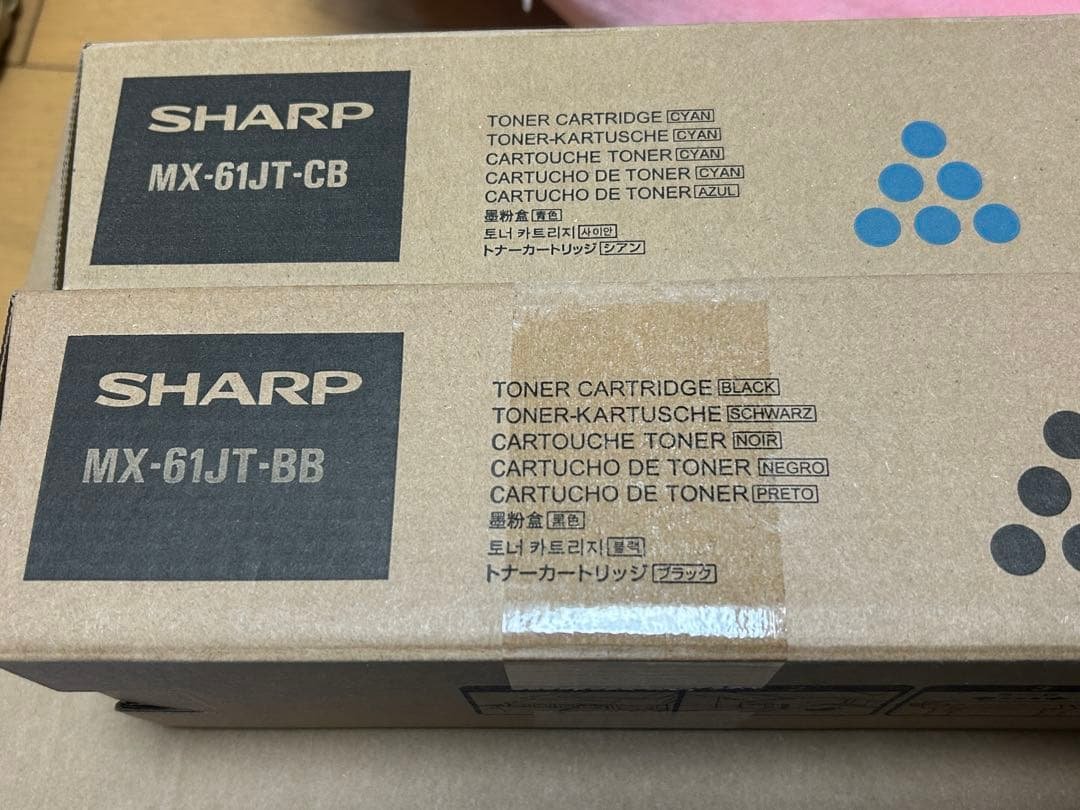 SHARP
MX-61JT-CB
TONER CARTRIDGE CYAN
TONER-KARTUSCHE CYAN
CARTOUCHE TONER CYAN
CARTUCHO DE TONER CYAN
CARTUCHO DE TONER AZUL
墨粉盒 青色
토너 카트리지 사이안
トナーカートリッジ シアン
SHARP
MX-61JT-BB
TONER CARTRIDGE BLACK
TONER-KARTUSCHE SCHWARZ
CARTOUCHE TONER NOIR
CARTUCHO DE TONER NEGRO
CARTUCHO DE TONER PRETO
墨粉盒 黑色
토너 카트리지 블랙
トナーカートリッジ ブラック